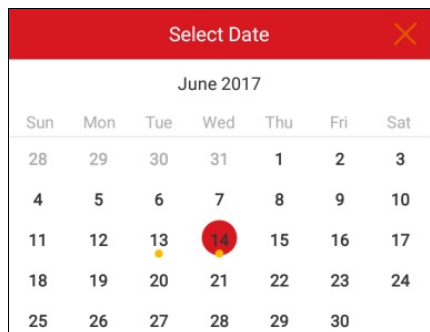 Select Date
June 2017
Sun Mon Tue Wed Thu Fri Sat
28 29 30 31 1 2 3
4 5 6 7 8 9 10
11 12 13 14 15 16 17
18 19 20 21 22 23 24
25 26 27 28 29 30